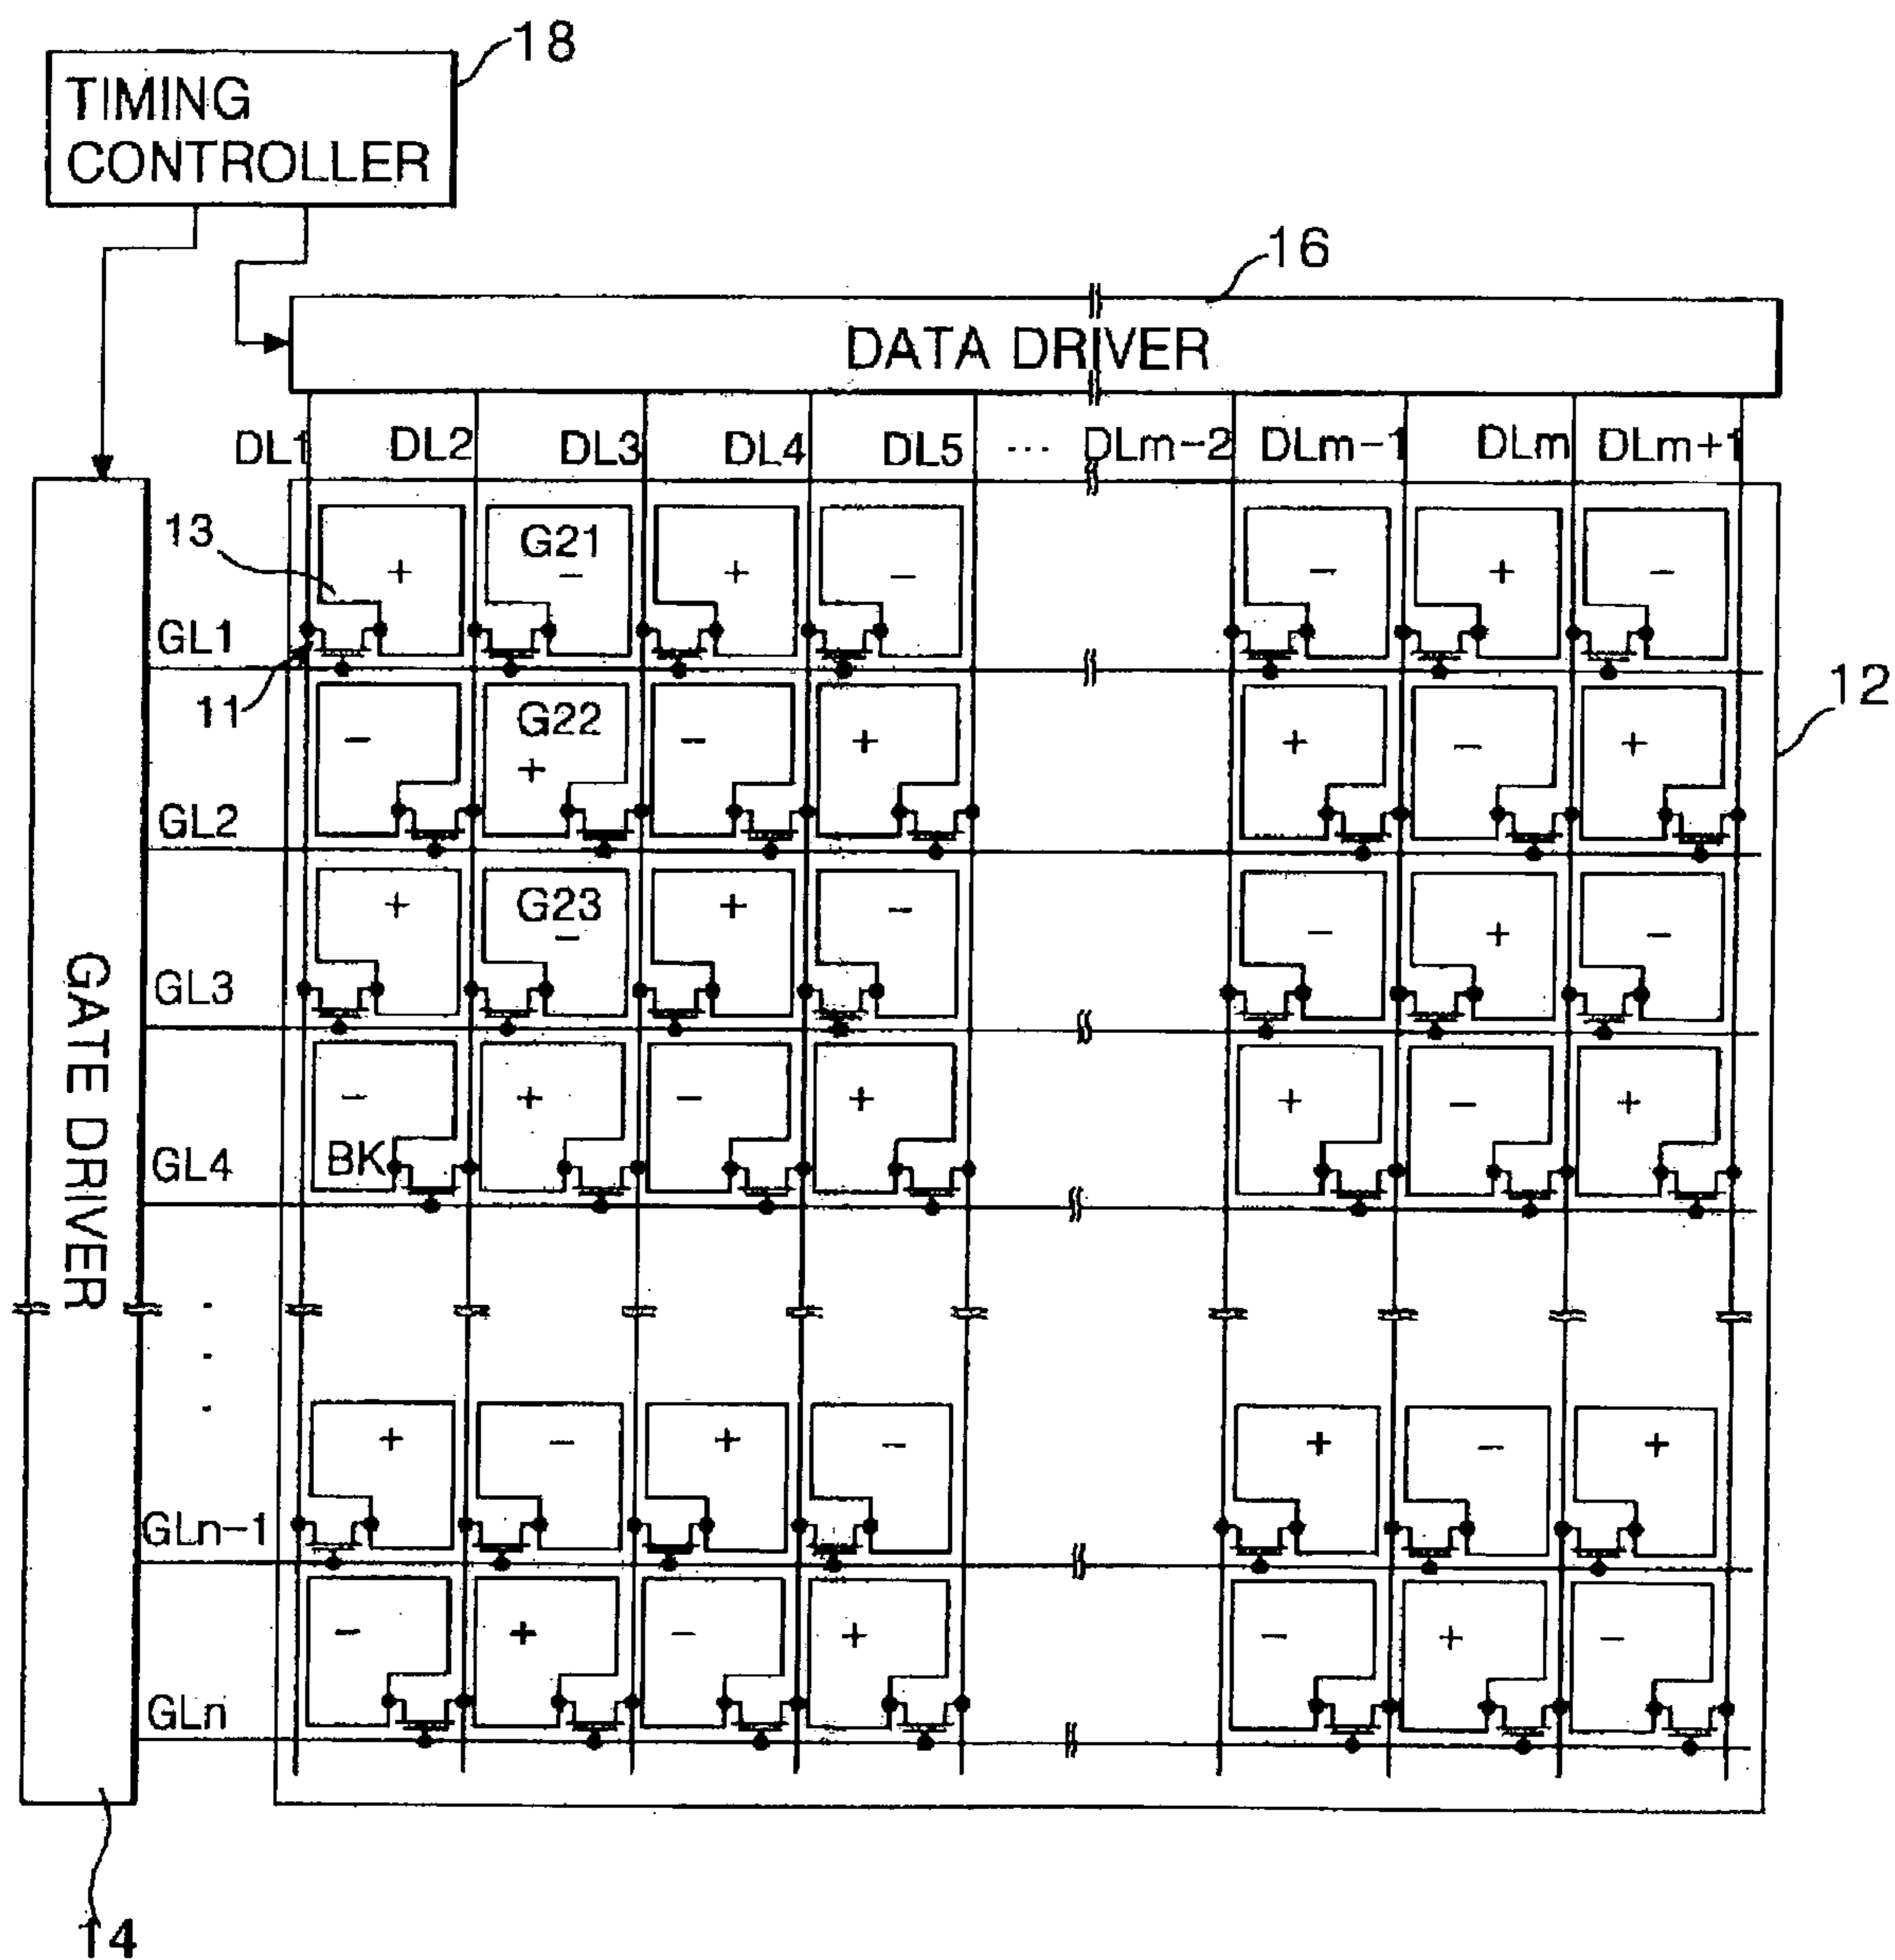 18
TIMING
CONTROLLER
16
DATA DRIVER
DL1 DL2 DL3 DL4 DL5 ... DLm-2 DLm-1 DLm DLm+1
13
+ G21 - + - - + -
GL1
11
12
- G22 + - + + - +
GL2
+ G23 - + - - + -
GL3
GATE DRIVER
- + - + + - +
BK
GL4
+ - + - + - +
GLn-1
- + - + - + -
GLn
14